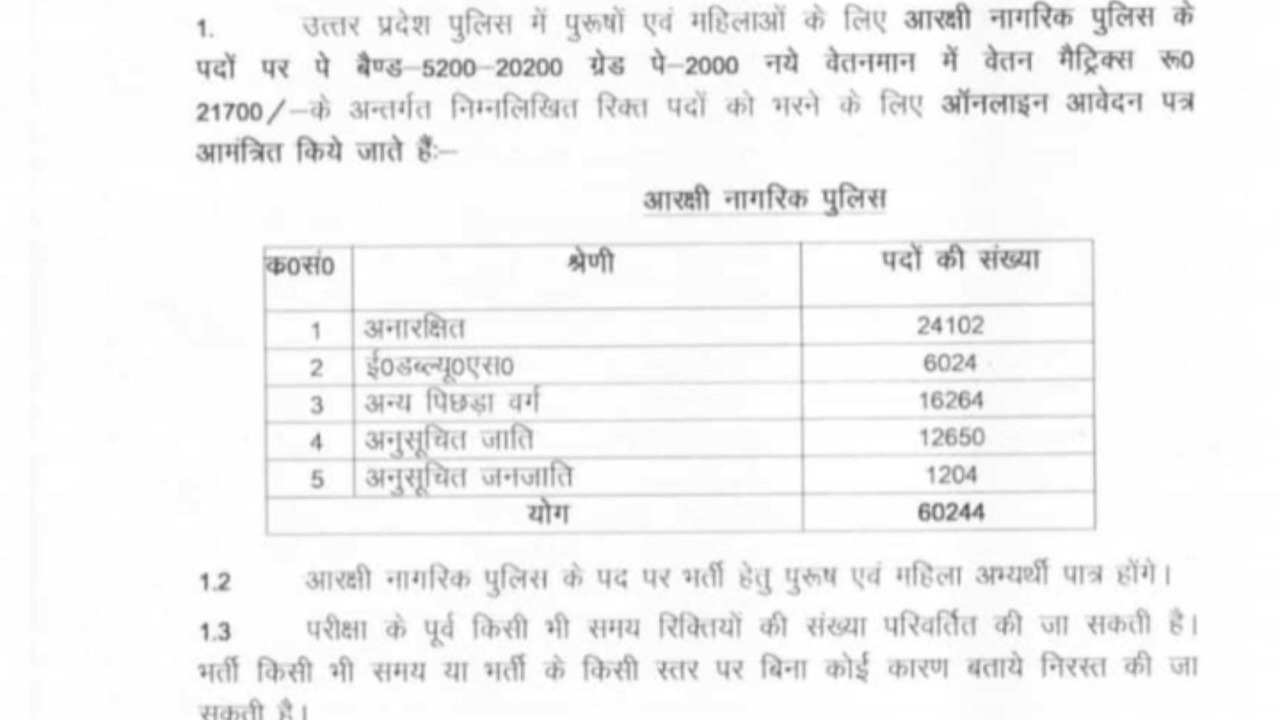 1. उत्तर प्रदेश पुलिस में पुरूषों एवं महिलाओं के लिए आरक्षी नागरिक पुलिस के
पदों पर पे बैण्ड–5200–20200 ग्रेड पे–2000 नये वेतनमान में वेतन मैट्रिक्स रू0
21700/–के अन्तर्गत निम्नलिखित रिक्त पदों को भरने के लिए ऑनलाइन आवेदन पत्र
आमंत्रित किये जाते हैंः–
आरक्षी नागरिक पुलिस
क0सं0 श्रेणी पदों की संख्या
1 अनारक्षित 24102
2 ई0डब्ल्यू0एस0 6024
3 अन्य पिछड़ा वर्ग 16264
4 अनुसूचित जाति 12650
5 अनुसूचित जनजाति 1204
योग 60244
1.2 आरक्षी नागरिक पुलिस के पद पर भर्ती हेतु पुरूष एवं महिला अभ्यर्थी पात्र होंगे।
1.3 परीक्षा के पूर्व किसी भी समय रिक्तियों की संख्या परिवर्तित की जा सकती है।
भर्ती किसी भी समय या भर्ती के किसी स्तर पर बिना कोई कारण बताये निरस्त की जा
सकती है।